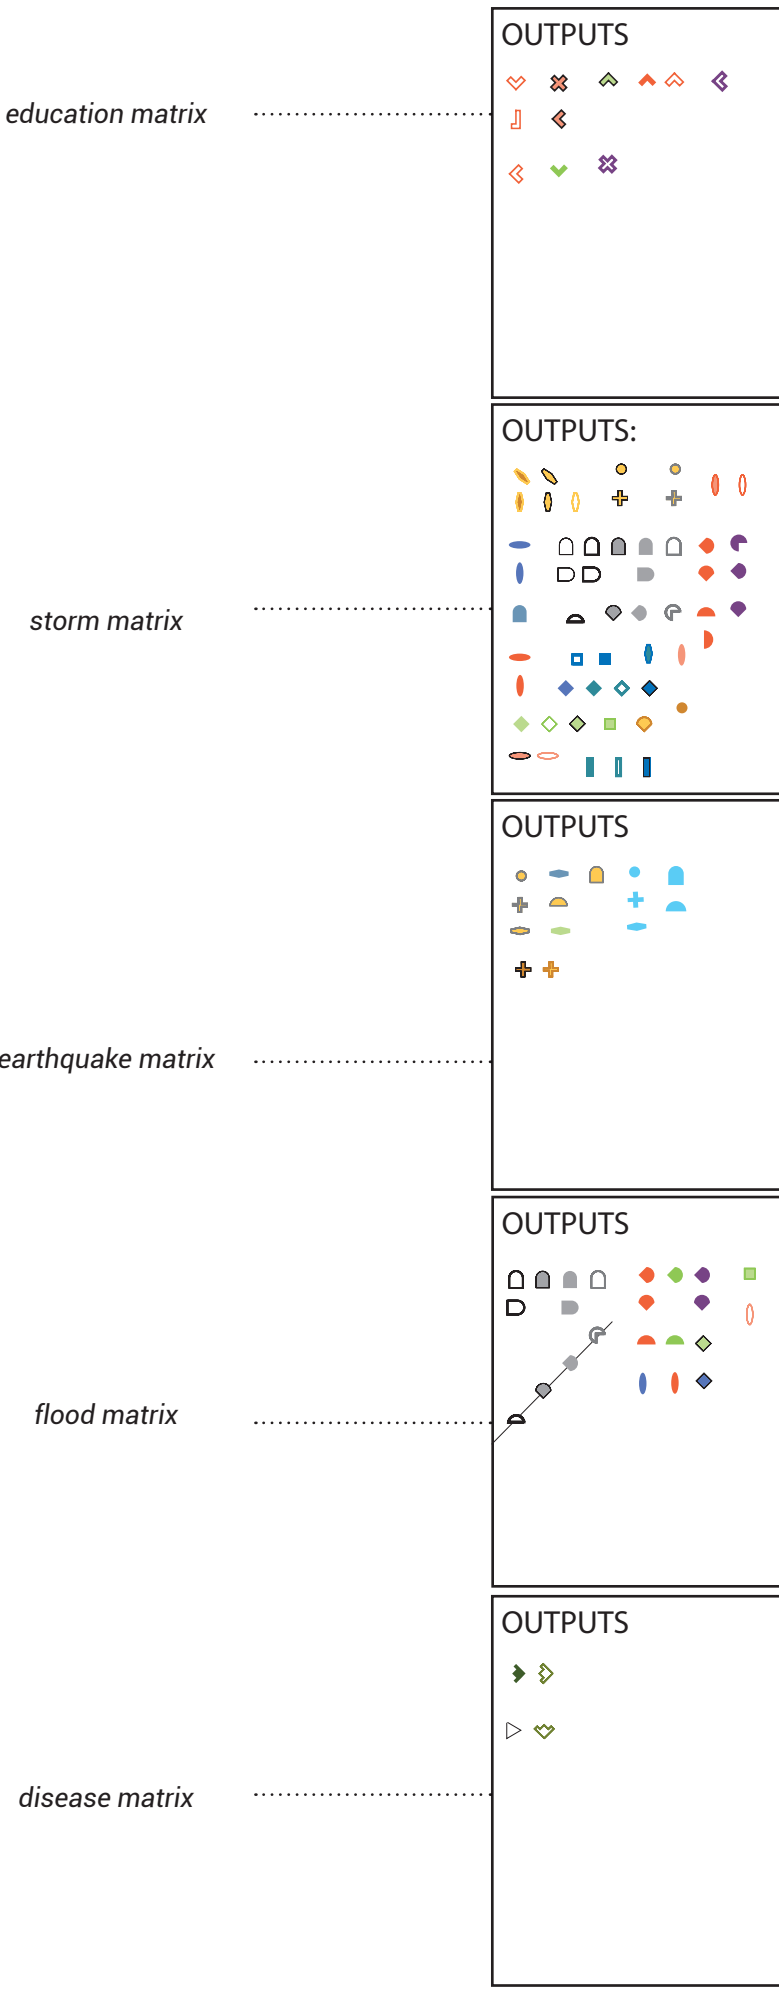 OUTPUTS
education matrix
OUTPUTS:
storm matrix
OUTPUTS
earthquake matrix
OUTPUTS
flood matrix
OUTPUTS
disease matrix